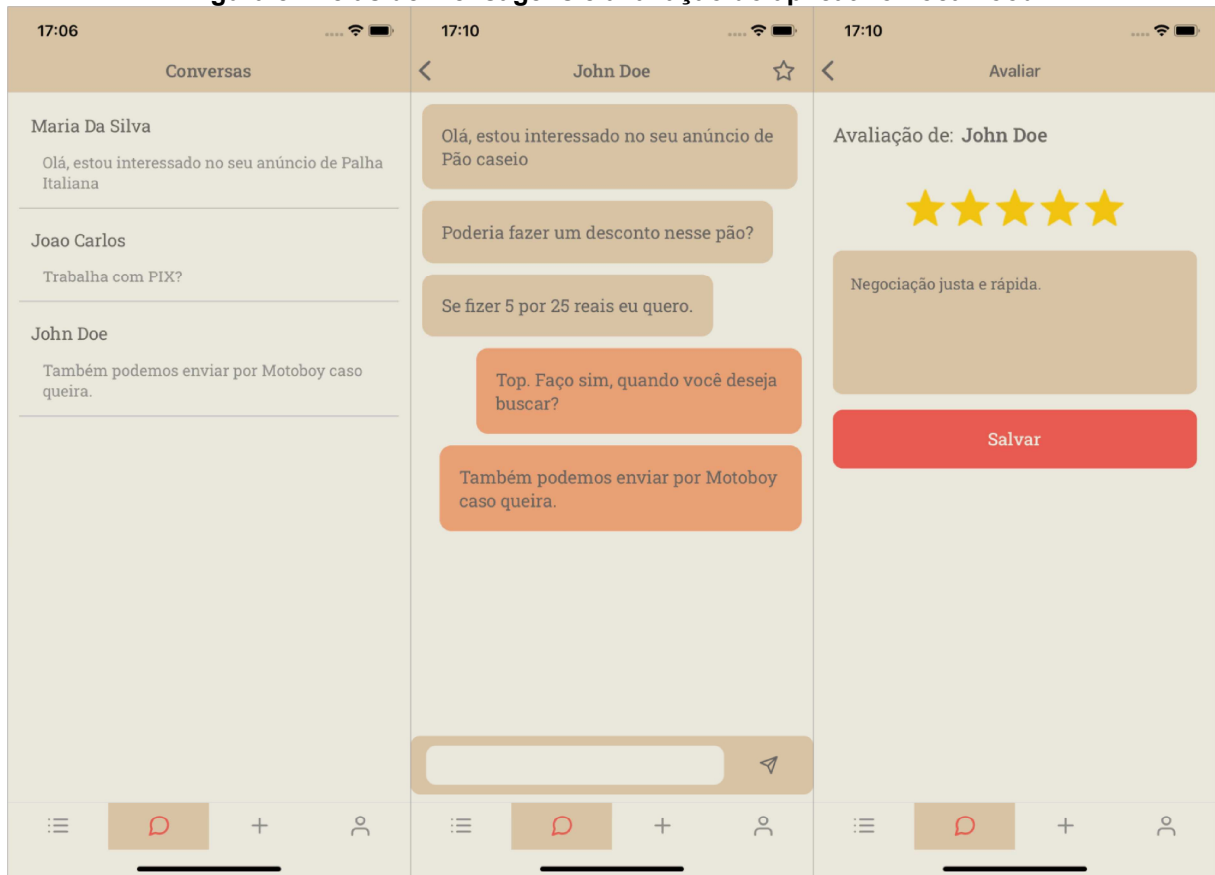 17:06
Conversas
Maria Da Silva
Olá, estou interessado no seu anúncio de Palha
Italiana
Joao Carlos
Trabalha com PIX?
John Doe
Também podemos enviar por Motoboy caso
queira.
17:10
John Doe
Olá, estou interessado no seu anúncio de
Pão caseio
Poderia fazer um desconto nesse pão?
Se fizer 5 por 25 reais eu quero.
Top. Faço sim, quando você deseja
buscar?
Também podemos enviar por Motoboy
caso queira.
17:10
Avaliar
Avaliação de: John Doe
Negociação justa e rápida.
Salvar